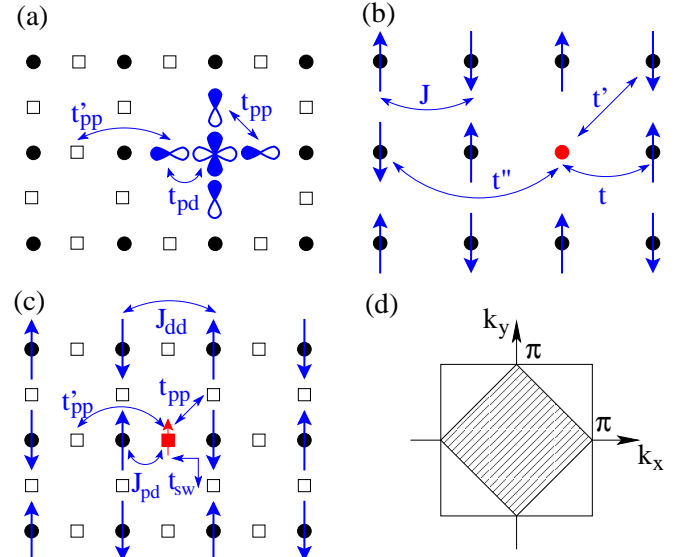 (a)
t'pp
tpp
tpd
(b)
J
t'
t"
t
(c)
Jdd
t'pp
tpp
Jpd
tsw
(d)
ky
π
π
kx